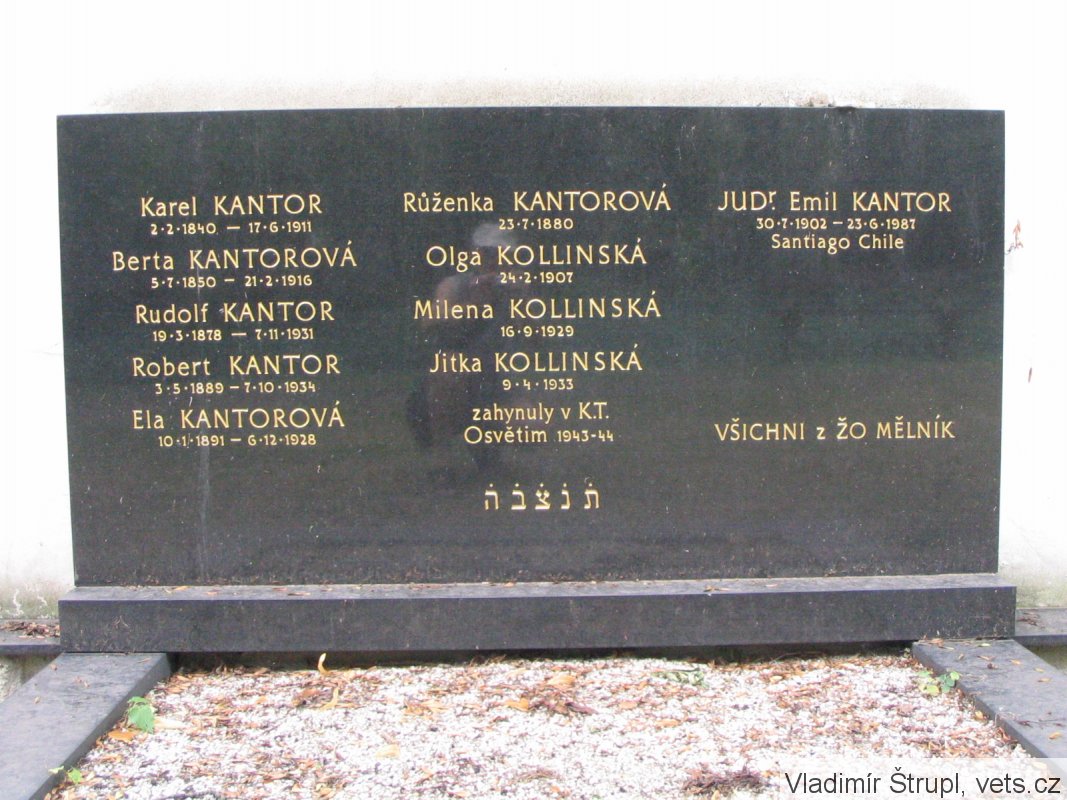 Karel KANTOR
2·2·1840 — 17·6·1911
Berta KANTOROVÁ
5·7·1850 — 21·2·1916
Rudolf KANTOR
19·3·1878 — 7·11·1931
Robert KANTOR
3·5·1889 — 7·10·1934
Ela KANTOROVÁ
10·1·1891 — 6·12·1928
Růženka KANTOROVÁ
23·7·1880
Olga KOLLINSKÁ
24·2·1907
Milena KOLLINSKÁ
16·9·1929
Jitka KOLLINSKÁ
9·4·1933
zahynuly v K.T.
Osvětim 1943-44
JUDr. Emil KANTOR
30·7·1902 — 23·6·1987
Santiago Chile
VŠICHNI z ŽO MĚLNÍK
תׄ נׄ צׄ בׄ הׄ
Vladimír Štrupl, vets.cz